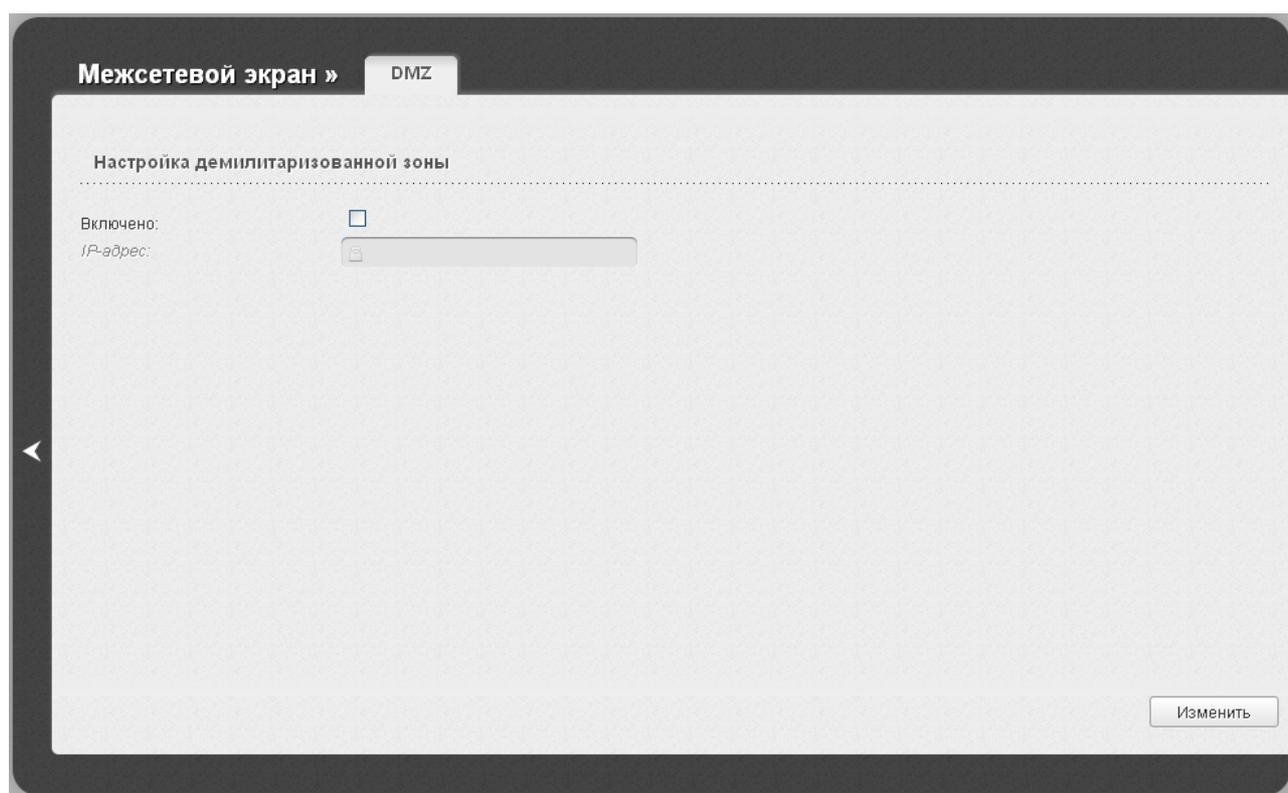 Межсетевой экран » DMZ
Настройка демилитаризованной зоны
Включено:
IP-адрес:
Изменить